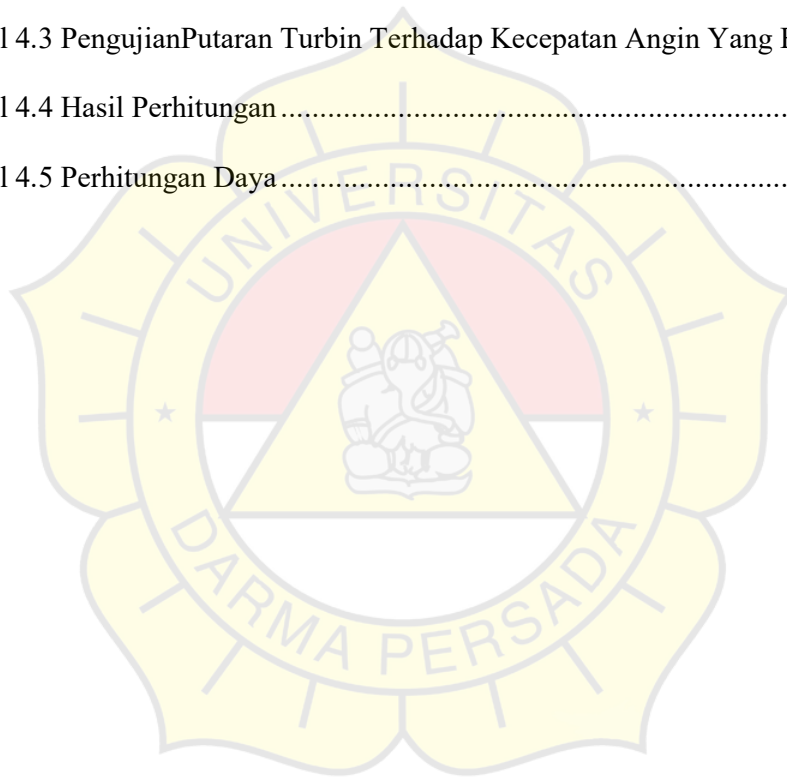 l 4.3 PengujianPutaran Turbin Terhadap Kecepatan Angin Yang
l 4.4 Hasil Perhitungan ........................................................................
l 4.5 Perhitungan Daya ........................................................................
UNIVERSITAS
DARMA PERSADA